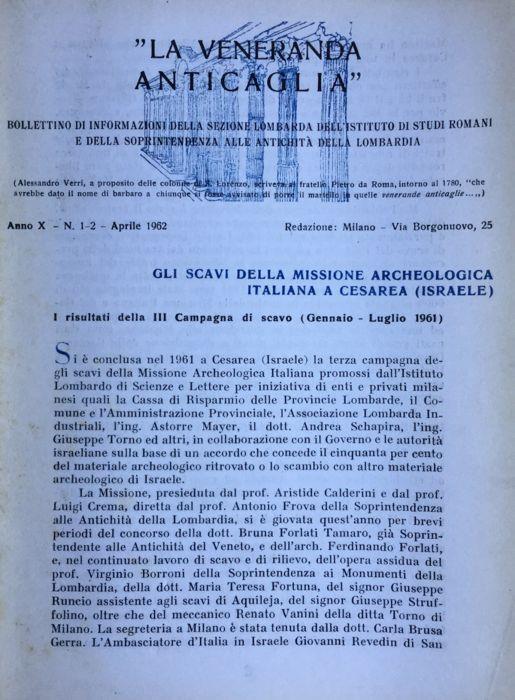 "LA VENERANDA
ANTICAGLIA"
BOLLETTINO DI INFORMAZIONI DELLA SEZIONE LOMBARDA DELL'ISTITUTO DI STUDI ROMANI
E DELLA SOPRINTENDENZA ALLE ANTICHITÀ DELLA LOMBARDIA
(Alessandro Verri, a proposito delle colonne di S. Lorenzo, scriveva al fratello Pietro da Roma, intorno al 1780, "che
avrebbe dato il nome di barbaro a chiunque si fosse avvisato di porre il martello in quelle venerande anticaglie...„)
Anno X - N. 1-2 - Aprile 1962
Redazione: Milano - Via Borgonuovo, 25
GLI SCAVI DELLA MISSIONE ARCHEOLOGICA
ITALIANA A CESAREA (ISRAELE)
I risultati della III Campagna di scavo (Gennaio - Luglio 1961)
Si è conclusa nel 1961 a Cesarea (Israele) la terza campagna de-
gli scavi della Missione Archeologica Italiana promossi dall'Istituto
Lombardo di Scienze e Lettere per iniziativa di enti e privati mila-
nesi quali la Cassa di Risparmio delle Provincie Lombarde, il Co-
mune e l'Amministrazione Provinciale, l'Associazione Lombarda In-
dustriali, l'ing. Astorre Mayer, il dott. Andrea Schapira, l'ing.
Giuseppe Torno ed altri, in collaborazione con il Governo e le autorità
israeliane sulla base di un accordo che concede il cinquanta per cento
del materiale archeologico ritrovato o lo scambio con altro materiale
archeologico di Israele.
La Missione, presieduta dal prof. Aristide Calderini e dal prof.
Luigi Crema, diretta dal prof. Antonio Frova della Soprintendenza
alle Antichità della Lombardia, si è giovata quest'anno per brevi
periodi del concorso della dott. Bruna Forlati Tamaro, già Soprin-
tendente alle Antichità del Veneto, e dell'arch. Ferdinando Forlati,
e, nel continuato lavoro di scavo e di rilievo, dell'opera assidua del
prof. Virginio Borroni della Soprintendenza ai Monumenti della
Lombardia, della dott. Maria Teresa Fortuna, del signor Giuseppe
Runcio assistente agli scavi di Aquileja, del signor Giuseppe Struf-
folino, oltre che del meccanico Renato Vanini della ditta Torno di
Milano. La segreteria a Milano è stata tenuta dalla dott. Carla Brusa
Gerra. L'Ambasciatore d'Italia in Israele Giovanni Revedin di San